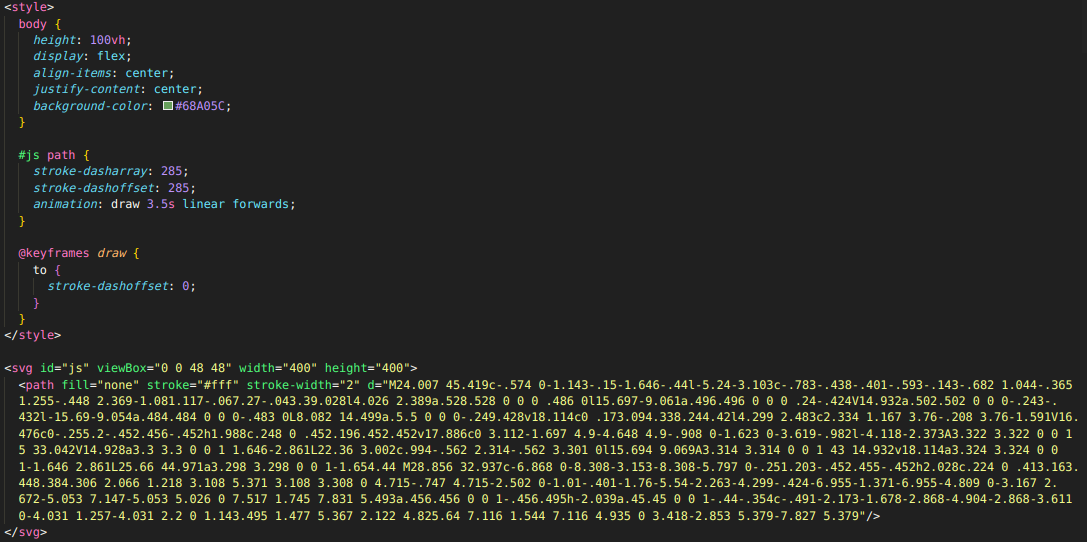 <style>
  body {
    height: 100vh;
    display: flex;
    align-items: center;
    justify-content: center;
    background-color: #68A05C;
  }

  #js path {
    stroke-dasharray: 285;
    stroke-dashoffset: 285;
    animation: draw 3.5s linear forwards;
  }

  @keyframes draw {
    to {
      stroke-dashoffset: 0;
    }
  }
</style>

<svg id="js" viewBox="0 0 48 48" width="400" height="400">
  <path fill="none" stroke="#fff" stroke-width="2" d="M24.007 45.419c-.574 0-1.143-.15-1.646-.44l-5.24-3.103c-.783-.438-.401-.593-.143-.682 1.044-.365
  1.255-.448 2.369-1.081.117-.067.27-.043.39.028l4.026 2.389a.528.528 0 0 0 .486 0l15.697-9.061a.496.496 0 0 0 .24-.424V14.932a.502.502 0 0 0-.243-.
  432l-15.69-9.054a.484.484 0 0 0-.483 0L8.082 14.499a.5.5 0 0 0-.249.428v18.114c0 .173.094.338.244.42l4.299 2.483c2.334 1.167 3.76-.208 3.76-1.591V16.
  476c0-.255.2-.452.456-.452h1.988c.248 0 .452.196.452.452v17.886c0 3.112-1.697 4.9-4.648 4.9-.908 0-1.623 0-3.619-.982l-4.118-2.373A3.322 3.322 0 0 1
  5 33.042V14.928a3.3 3.3 0 0 1 1.646-2.861L22.36 3.002c.994-.562 2.314-.562 3.301 0l15.694 9.069A3.314 3.314 0 0 1 43 14.932v18.114a3.324 3.324 0 0
  1-1.646 2.861L25.66 44.971a3.298 3.298 0 0 1-1.654.44 M28.856 32.937c-6.868 0-8.308-3.153-8.308-5.797 0-.251.203-.452.455-.452h2.028c.224 0 .413.163.
  448.384.306 2.066 1.218 3.108 5.371 3.108 3.308 0 4.715-.747 4.715-2.502 0-1.01-.401-1.76-5.54-2.263-4.299-.424-6.955-1.371-6.955-4.809 0-3.167 2.
  672-5.053 7.147-5.053 5.026 0 7.517 1.745 7.831 5.493a.456.456 0 0 1-.456.495h-2.039a.45.45 0 0 1-.44-.354c-.491-2.173-1.678-2.868-4.904-2.868-3.611
  0-4.031 1.257-4.031 2.2 0 1.143.495 1.477 5.367 2.122 4.825.64 7.116 1.544 7.116 4.935 0 3.418-2.853 5.379-7.827 5.379"/>
</svg>